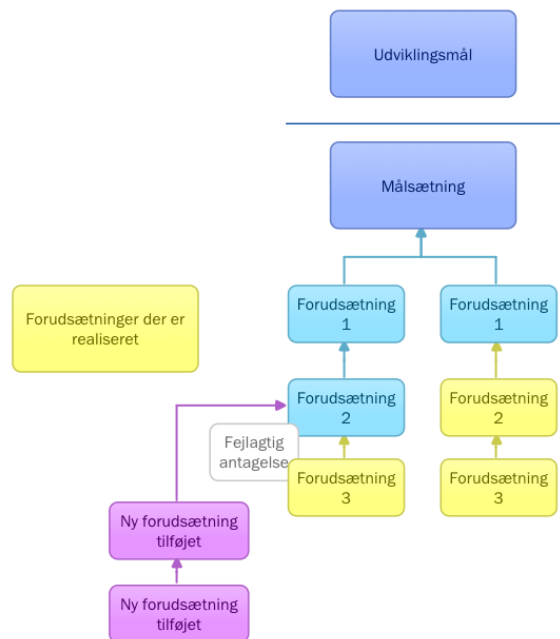 Udviklingsmål
Målsætning
Forudsætninger der er
realiseret
Forudsætning
1
Forudsætning
1
Forudsætning
2
Forudsætning
2
Fejlagtig
antagelse
Forudsætning
3
Forudsætning
3
Ny forudsætning
tilføjet
Ny forudsætning
tilføjet